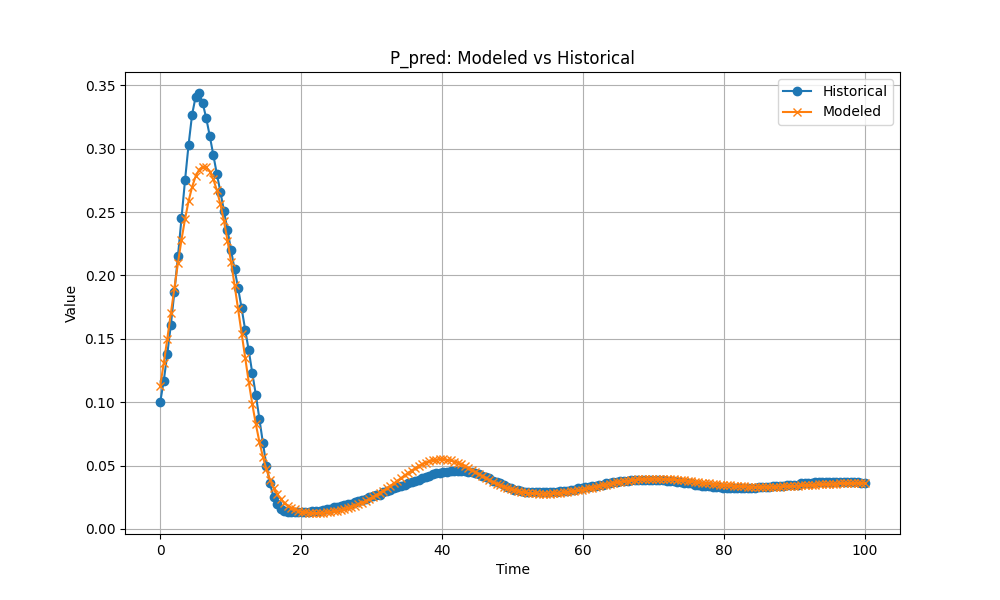 P_pred: Modeled vs Historical
Historical
Modeled
Value
0.35
0.30
0.25
0.20
0.15
0.10
0.05
0.00
0 20 40 60 80 100
Time